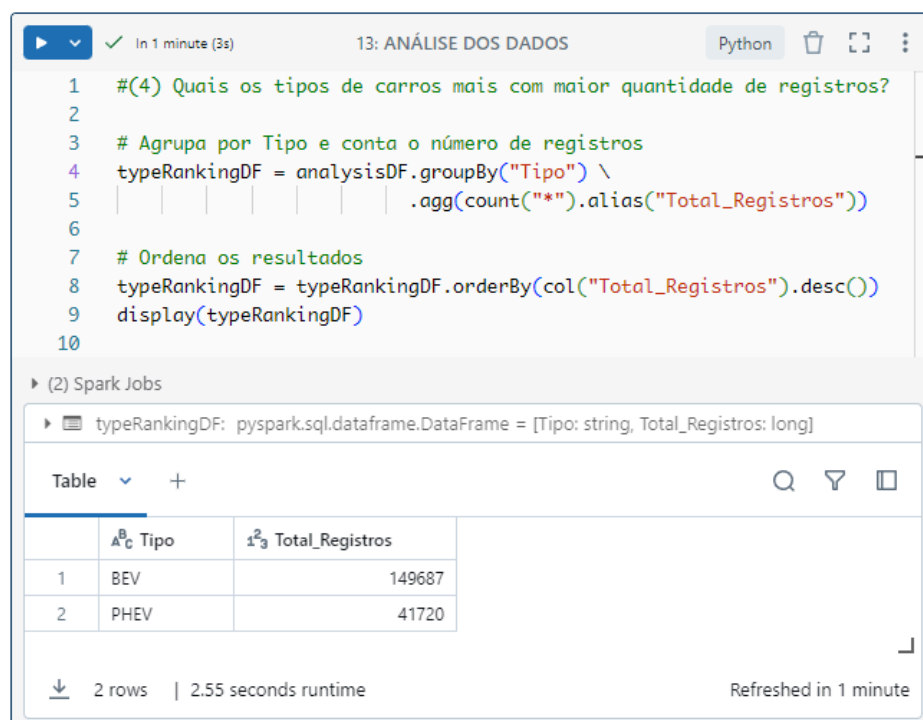 In 1 minute (3s)
13: ANÁLISE DOS DADOS
Python
1 #(4) Quais os tipos de carros mais com maior quantidade de registros?
2
3 # Agrupa por Tipo e conta o número de registros
4 typeRankingDF = analysisDF.groupBy("Tipo") \
5 .agg(count("*").alias("Total_Registros"))
6
7 # Ordena os resultados
8 typeRankingDF = typeRankingDF.orderBy(col("Total_Registros").desc())
9 display(typeRankingDF)
10
(2) Spark Jobs
typeRankingDF: pyspark.sql.dataframe.DataFrame = [Tipo: string, Total_Registros: long]
Table +
ABC Tipo 123 Total_Registros
1 BEV 149687
2 PHEV 41720
2 rows | 2.55 seconds runtime Refreshed in 1 minute